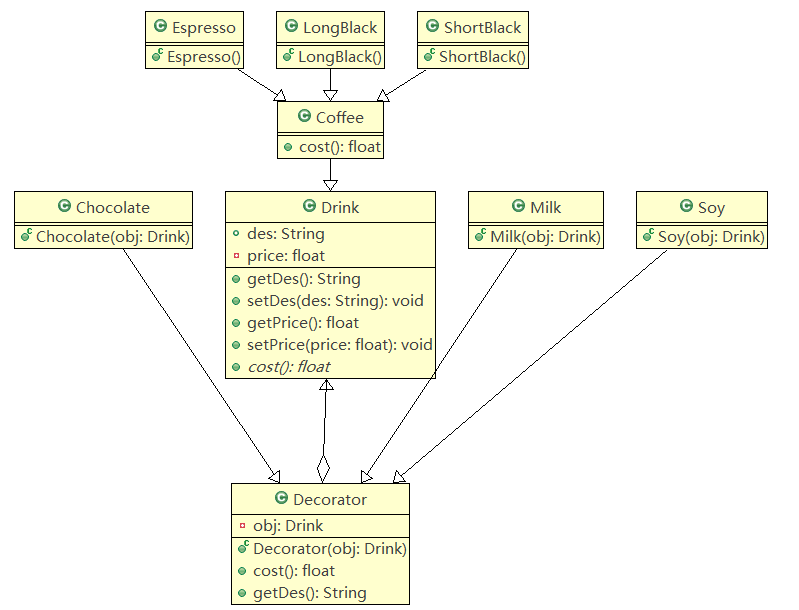 Espresso
Espresso()
LongBlack
LongBlack()
ShortBlack
ShortBlack()
Coffee
cost(): float
Chocolate
Chocolate(obj: Drink)
Drink
des: String
price: float
getDes(): String
setDes(des: String): void
getPrice(): float
setPrice(price: float): void
cost(): float
Milk
Milk(obj: Drink)
Soy
Soy(obj: Drink)
Decorator
obj: Drink
Decorator(obj: Drink)
cost(): float
getDes(): String